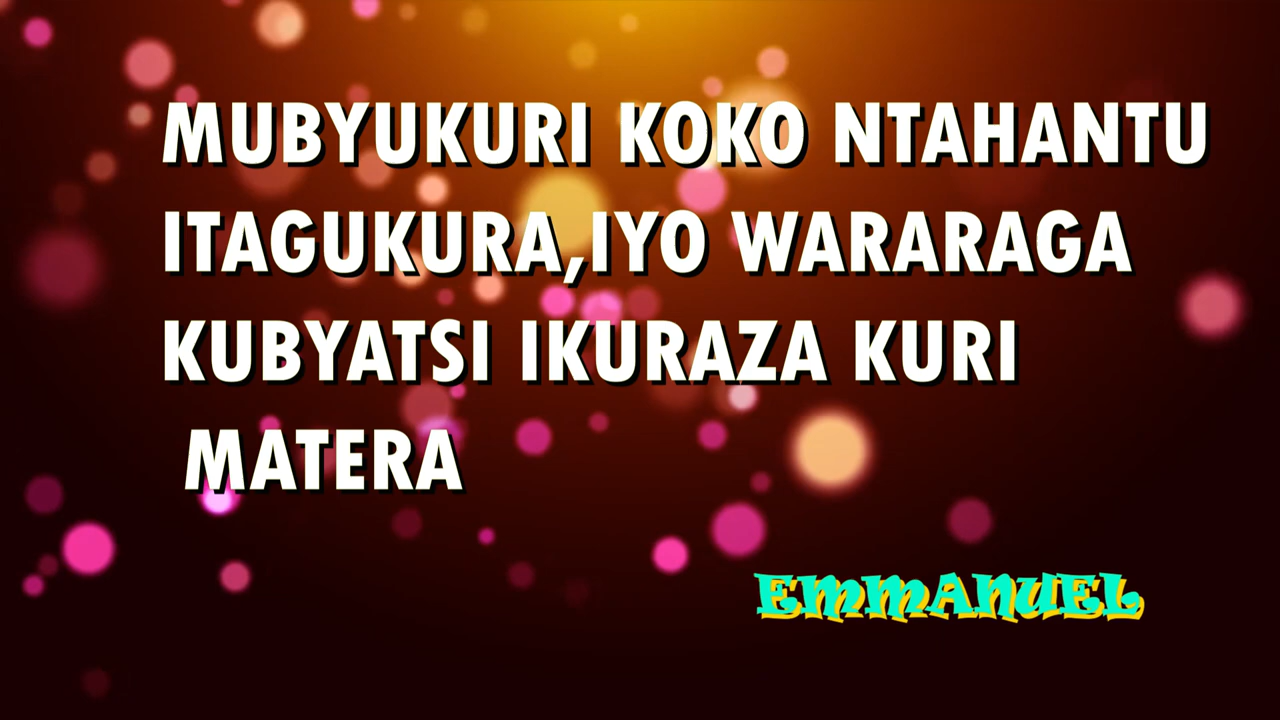 MUBYUKURI KOKO NTAHANTU
ITAGUKURA,IYO WARARAGA
KUBYATSI IKURAZA KURI
MATERA
EMMANUEL